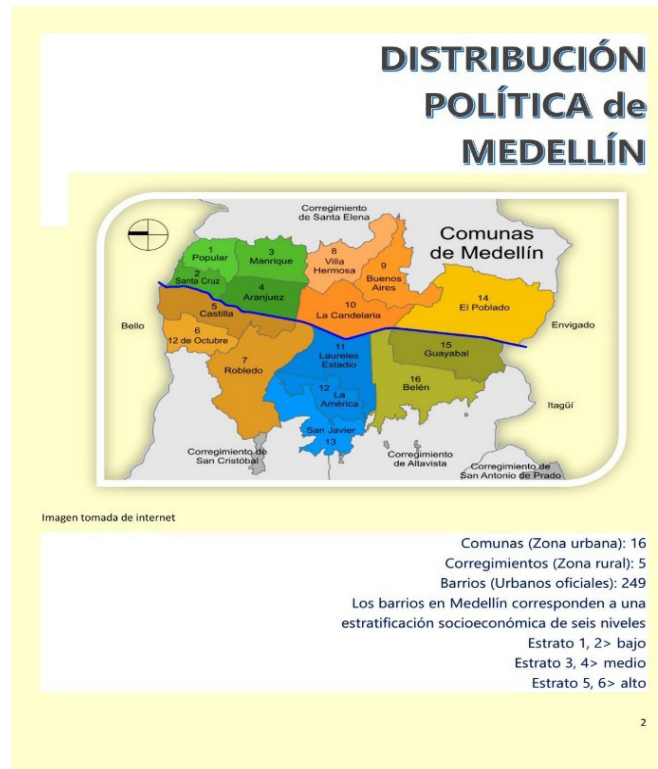 DISTRIBUCIÓN
POLÍTICA de
MEDELLÍN
Corregimiento
de Santa Elena
Comunas
de Medellín
1
Popular
3
Manrique
8
Villa
Hermosa
9
Buenos
Aires
2
Santa Cruz
4
Aranjuez
10
La Candelaria
14
El Poblado
5
Castilla
Bello
Envigado
6
12 de Octubre
7
Robledo
11
Laureles
Estadio
15
Guayabal
16
Belén
12
La
América
Itagüí
San Javier
13
Corregimiento de
San Cristóbal
Corregimiento
de Altavista
Corregimiento de
San Antonio de Prado
Imagen tomada de internet
Comunas (Zona urbana): 16
Corregimientos (Zona rural): 5
Barrios (Urbanos oficiales): 249
Los barrios en Medellín corresponden a una
estratificación socioeconómica de seis niveles
Estrato 1, 2> bajo
Estrato 3, 4> medio
Estrato 5, 6> alto
2